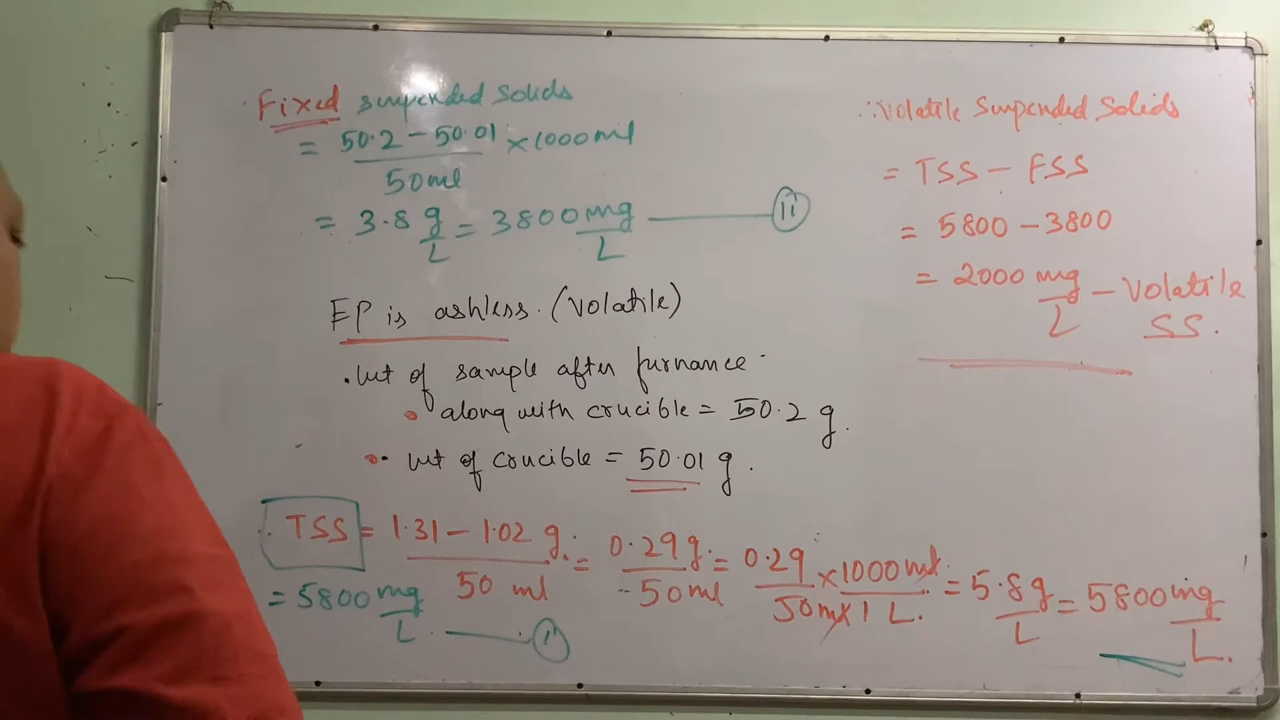 Fixed suspended solids
= 50.2 - 50.01 / 50 ml × 1000 ml
= 3.8 g/L = 3800 mg/L —— (ii)
FP is ashless. (Volatile)
. wt of sample after furnance
along with crucible = 50.2 g.
• wt of crucible = 50.01 g.
∴ TSS = 1.31 - 1.02 g. / 50 ml = 0.29 g. / 50 ml = 0.29 / 50 ml × 1000 ml / 1 L. = 5.8 g/L = 5800 mg/L.
= 5800 mg/L. —— (i)
∴ Volatile Suspended Solids
= TSS - FSS
= 5800 - 3800
= 2000 mg/L - Volatile
SS.